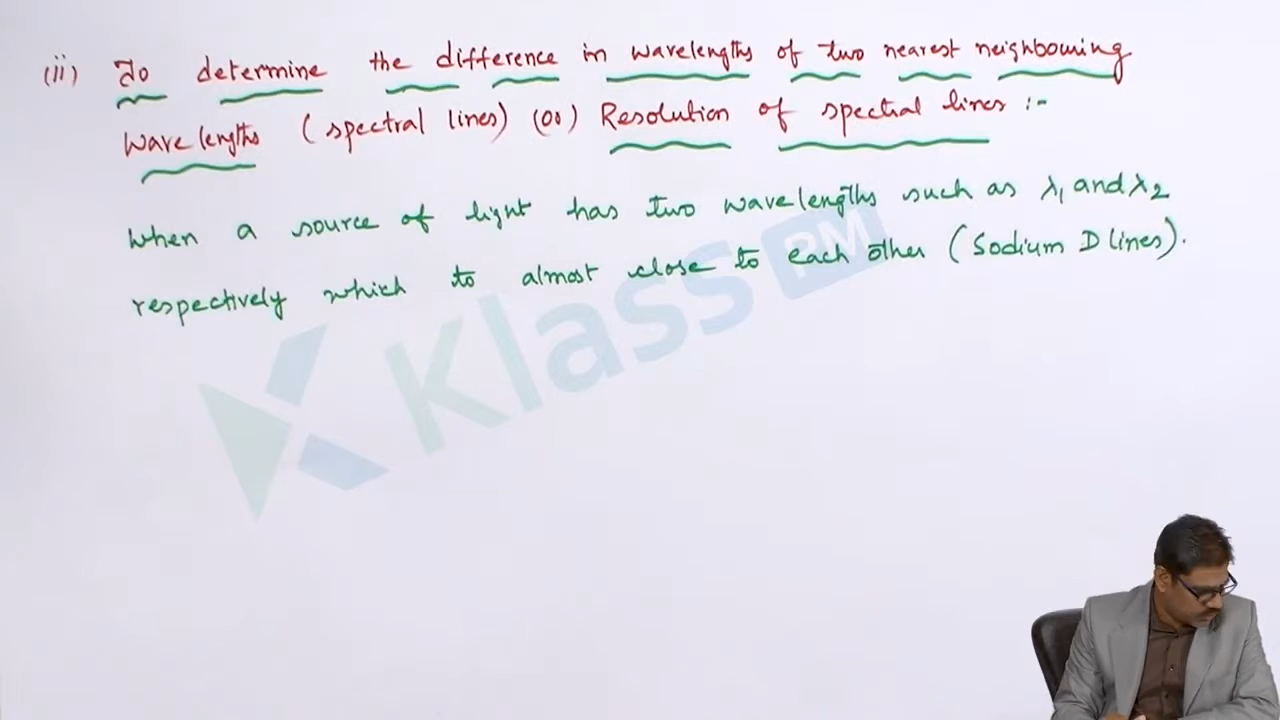 (ii) To determine the difference in wavelengths of two nearest neighbouring
wavelengths (spectral lines) (or) Resolution of spectral lines :-
when a source of light has two wavelengths such as λ₁ and λ₂
respectively which to almost close to each other (Sodium D lines).
Klass PM